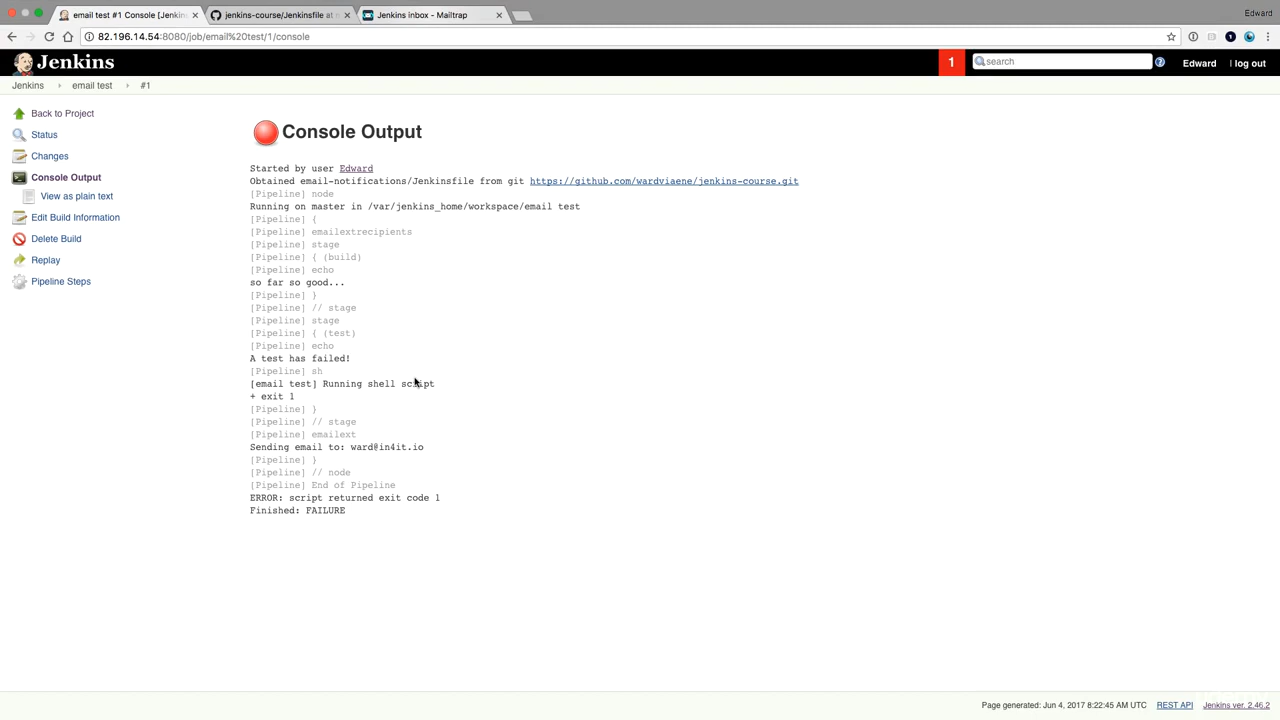 email test #1 Console [Jenkin
jenkins-course/Jenkinsfile at
Jenkins inbox - Mailtrap
Edward
82.196.14.54:8080/job/email%20test/1/console
Jenkins
1
search
Edward
| log out
Jenkins
email test
#1
Back to Project
Status
Changes
Console Output
View as plain text
Edit Build Information
Delete Build
Replay
Pipeline Steps
Console Output
Started by user Edward
Obtained email-notifications/Jenkinsfile from git https://github.com/wardviaene/jenkins-course.git
[Pipeline] node
Running on master in /var/jenkins_home/workspace/email test
[Pipeline] {
[Pipeline] emailextrecipients
[Pipeline] stage
[Pipeline] { (build)
[Pipeline] echo
so far so good...
[Pipeline] }
[Pipeline] // stage
[Pipeline] stage
[Pipeline] { (test)
[Pipeline] echo
A test has failed!
[Pipeline] sh
[email test] Running shell script
+ exit 1
[Pipeline] }
[Pipeline] // stage
[Pipeline] emailext
Sending email to: ward@in4it.io
[Pipeline] }
[Pipeline] // node
[Pipeline] End of Pipeline
ERROR: script returned exit code 1
Finished: FAILURE
Page generated: Jun 4, 2017 8:22:45 AM UTC
REST API
Jenkins ver. 2.46.2